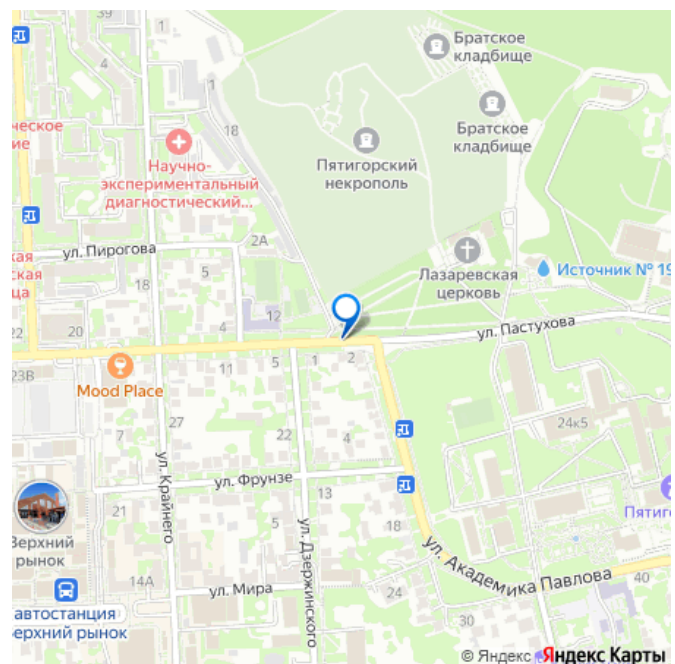 39
1
4
1
18
Братское
кладбище
Братское
кладбище
ческое
ие
Научно-
экспериментальный
диагностический...
Пятигорский
некрополь
ул. Пирогова
2А
кая
ская
ца
18
5
Лазаревская
церковь
Источник № 19
22
20
4
12
ул. Пастухова
23В
Mood Place
11
5
1
2
7
27
22
4
24к5
ул. Крайнего
ул. Фрунзе
21
13
18
Верхний
рынок
ул. Дзержинского
Пятиг
ул. Академика Павлова
14А
ул. Мира
24
40
30
автостанция
Верхний рынок
© Яндекс
Яндекс Карты